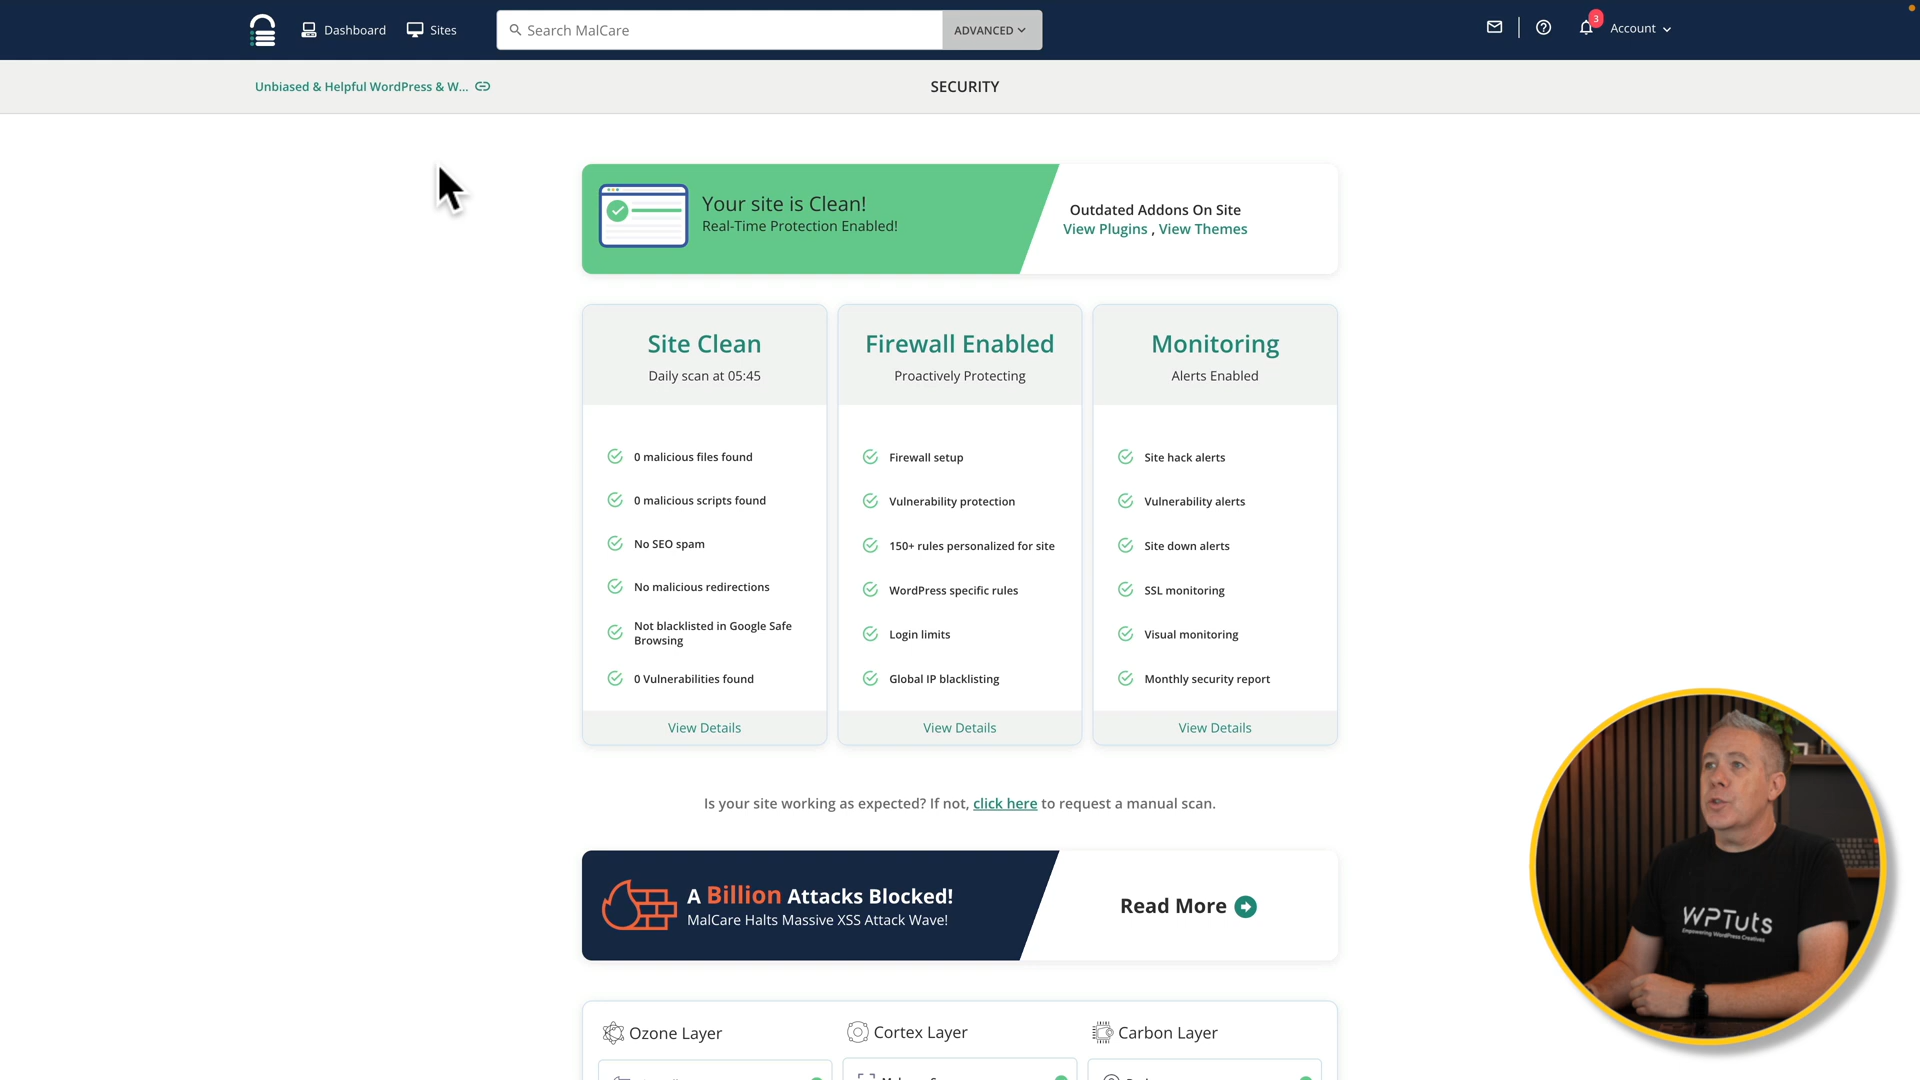 Dashboard Sites Search MalCare ADVANCED 3 Account
Unbiased & Helpful WordPress & W... SECURITY
Your site is Clean!
Real-Time Protection Enabled!
Outdated Addons On Site
View Plugins , View Themes
Site Clean
Daily scan at 05:45
0 malicious files found
0 malicious scripts found
No SEO spam
No malicious redirections
Not blacklisted in Google Safe
Browsing
0 Vulnerabilities found
View Details
Firewall Enabled
Proactively Protecting
Firewall setup
Vulnerability protection
150+ rules personalized for site
WordPress specific rules
Login limits
Global IP blacklisting
View Details
Monitoring
Alerts Enabled
Site hack alerts
Vulnerability alerts
Site down alerts
SSL monitoring
Visual monitoring
Monthly security report
View Details
Is your site working as expected? If not, click here to request a manual scan.
A Billion Attacks Blocked!
MalCare Halts Massive XSS Attack Wave!
Read More
Ozone Layer
Cortex Layer
Carbon Layer
WPTuts
Empowering WordPress Creatives